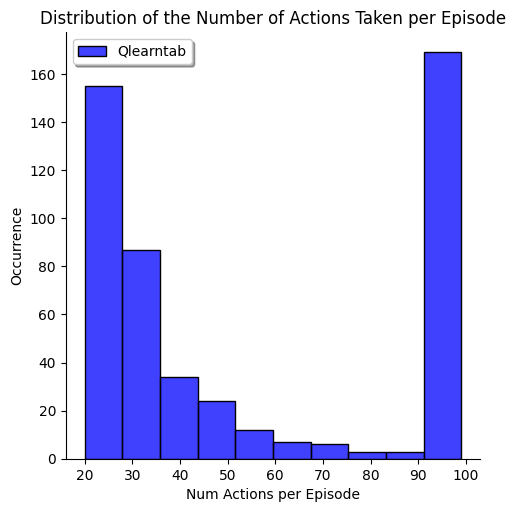 Distribution of the Number of Actions Taken per Episode
Qlearntab
160
140
120
100
80
60
40
20
0
Occurrence
20 30 40 50 60 70 80 90 100
Num Actions per Episode